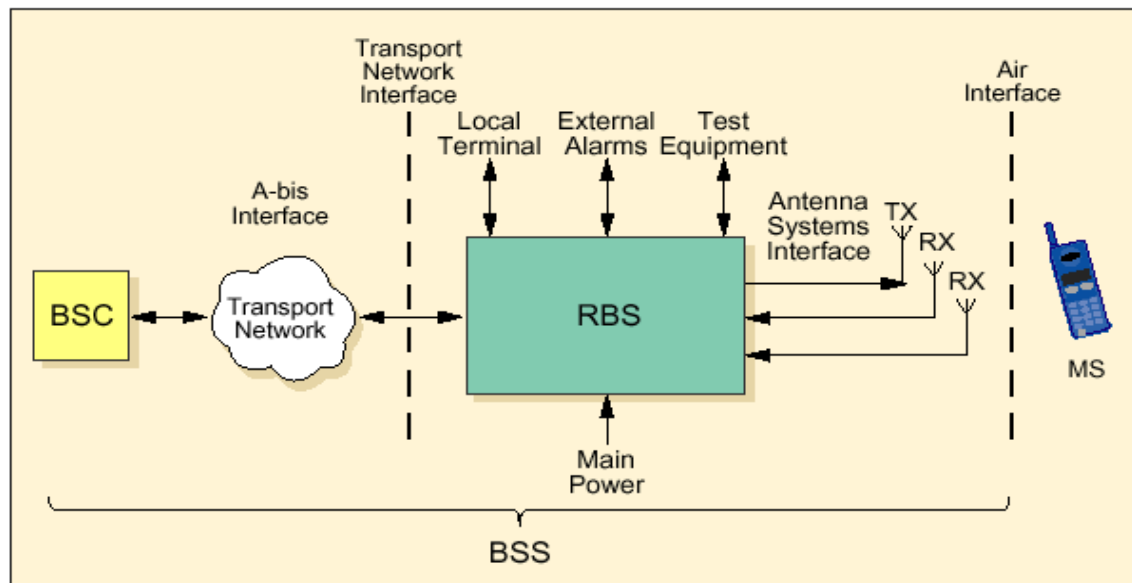 Transport
Network
Interface
Air
Interface
Local
Terminal
External
Alarms
Test
Equipment
A-bis
Interface
Antenna
Systems
Interface
TX
RX
RX
BSC
Transport
Network
RBS
MS
Main
Power
BSS